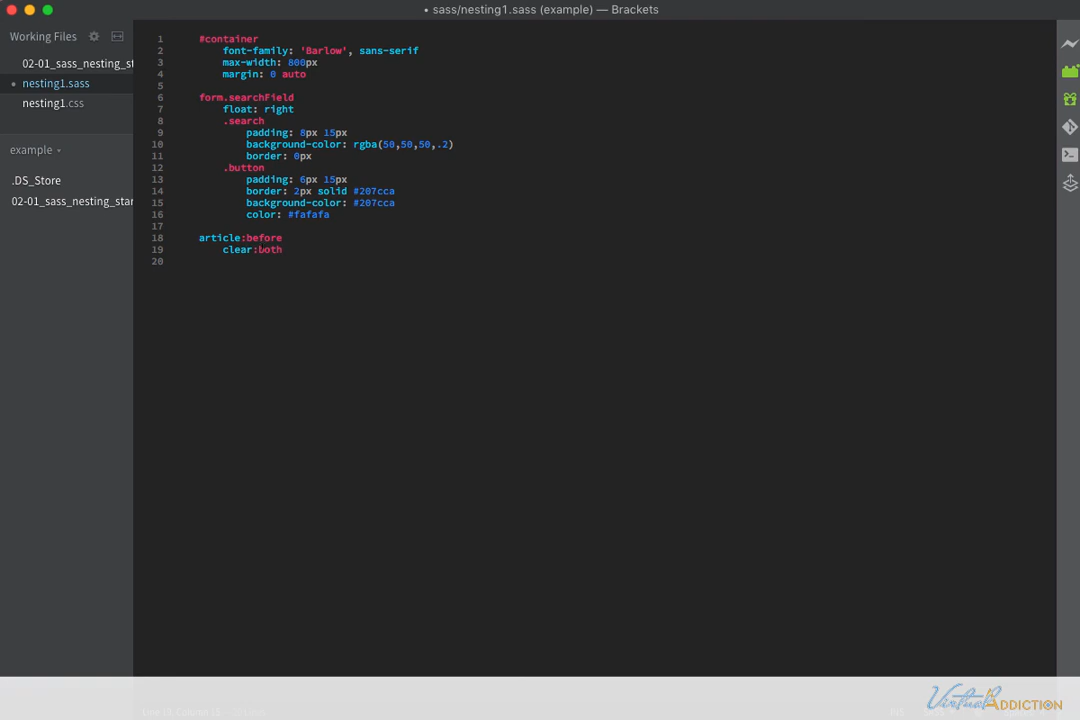 • sass/nesting1.sass (example) — Brackets
Working Files
02-01_sass_nesting_st
• nesting1.sass
nesting1.css
example
.DS_Store
02-01_sass_nesting_star
1 #container
2 font-family: 'Barlow', sans-serif
3 max-width: 800px
4 margin: 0 auto
5
6 form.searchField
7 float: right
8 .search
9 padding: 8px 15px
10 background-color: rgba(50,50,50,.2)
11 border: 0px
12 .button
13 padding: 6px 15px
14 border: 2px solid #207cca
15 background-color: #207cca
16 color: #fafafa
17
18 article:before
19 clear:both
20
Virtual ADDICTION